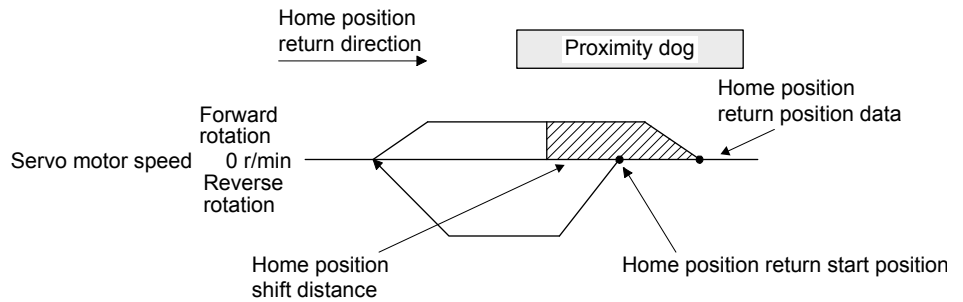 Home position
return direction
Proximity dog
Home position
return position data
Forward
rotation
Servo motor speed 0 r/min
Reverse
rotation
Home position
shift distance
Home position return start position